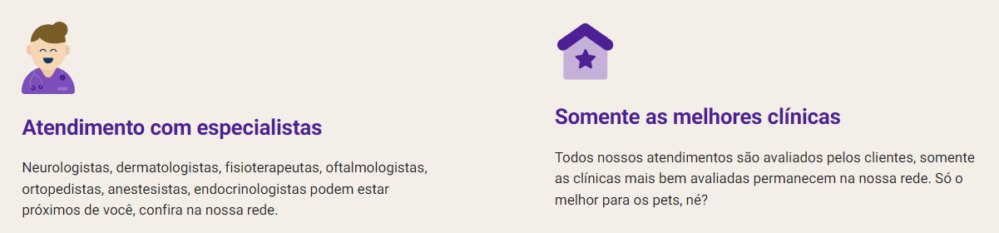 Atendimento com especialistas
Neurologistas, dermatologistas, fisioterapeutas, oftalmologistas,
ortopedistas, anestesistas, endocrinologistas podem estar
próximos de você, confira na nossa rede.
Somente as melhores clínicas
Todos nossos atendimentos são avaliados pelos clientes, somente
as clínicas mais bem avaliadas permanecem na nossa rede. Só o
melhor para os pets, né?